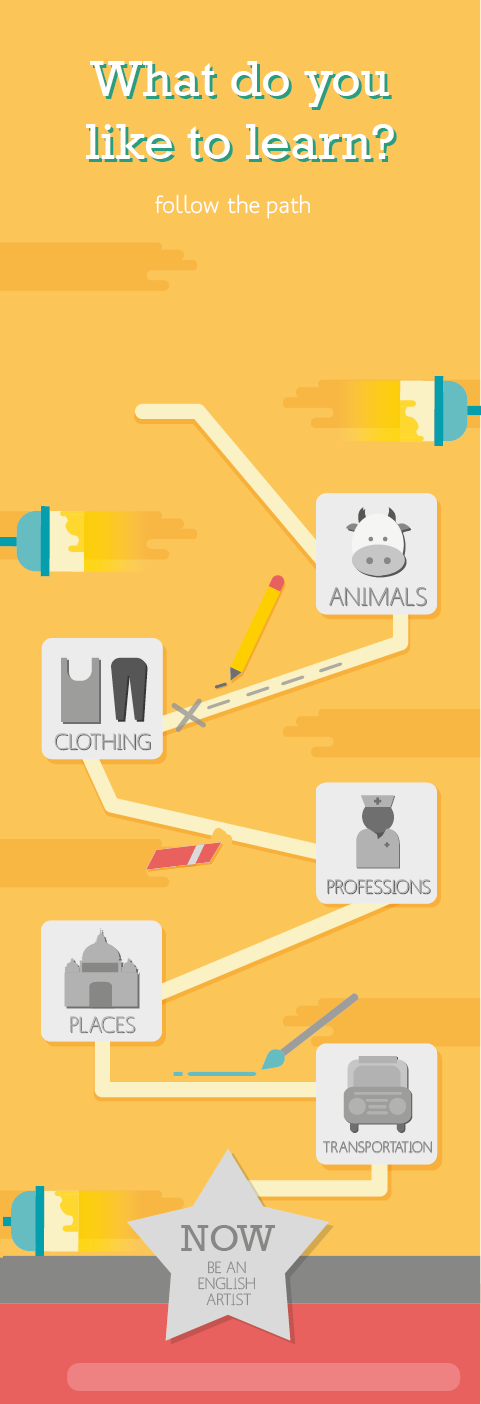 What do you
like to learn?
follow the path
ANIMALS
CLOTHING
PROFESSIONS
PLACES
TRANSPORTATION
NOW
BE AN
ENGLISH
ARTIST